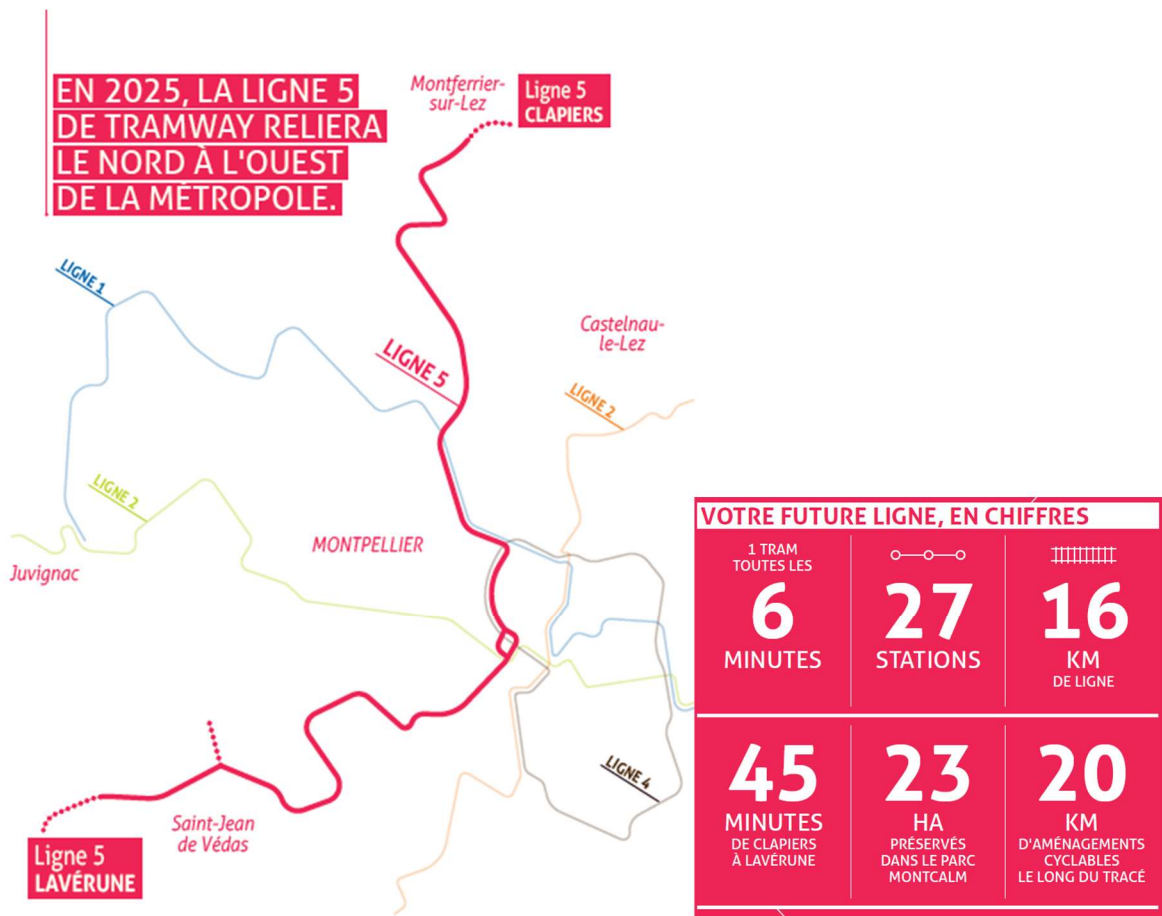 EN 2025, LA LIGNE 5
DE TRAMWAY RELIERA
LE NORD À L'OUEST
DE LA MÉTROPOLE.
Montferrier-
sur-Lez
Ligne 5
CLAPIERS
LIGNE 1
LIGNE 5
Castelnau-
le-Lez
LIGNE 2
LIGNE 2
MONTPELLIER
Juvignac
LIGNE 4
Saint-Jean
de Védas
Ligne 5
LAVÉRUNE
VOTRE FUTURE LIGNE, EN CHIFFRES
1 TRAM
TOUTES LES
6
MINUTES
27
STATIONS
16
KM
DE LIGNE
45
MINUTES
DE CLAPIERS
À LAVÉRUNE
23
HA
PRÉSERVÉS
DANS LE PARC
MONTCALM
20
KM
D'AMÉNAGEMENTS
CYCLABLES
LE LONG DU TRACÉ